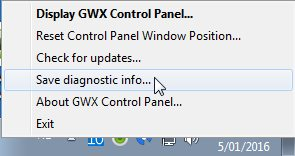 Display GWX Control Panel...
Reset Control Panel Window Position...
Check for updates...
Save diagnostic info...
About GWX Control Panel...
Exit
10
5/01/2016